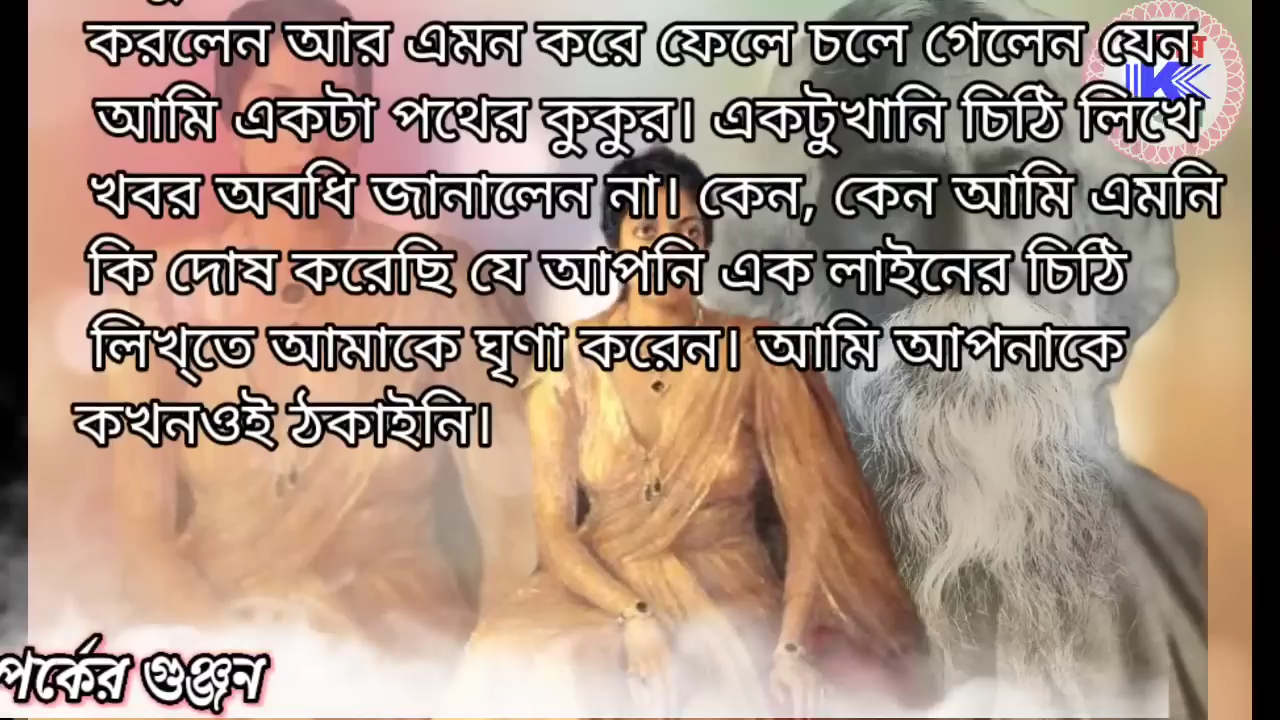 করলেন আর এমন করে ফেলে চলে গেলেন যেন
আমি একটা পথের কুকুর। একটুখানি চিঠি লিখে
খবর অবধি জানালেন না। কেন, কেন আমি এমনি
কি দোষ করেছি যে আপনি এক লাইনের চিঠি
লিখ্‌তে আমাকে ঘৃণা করেন। আমি আপনাকে
কখনওই ঠকাইনি।
পর্কের গুঞ্জন
K